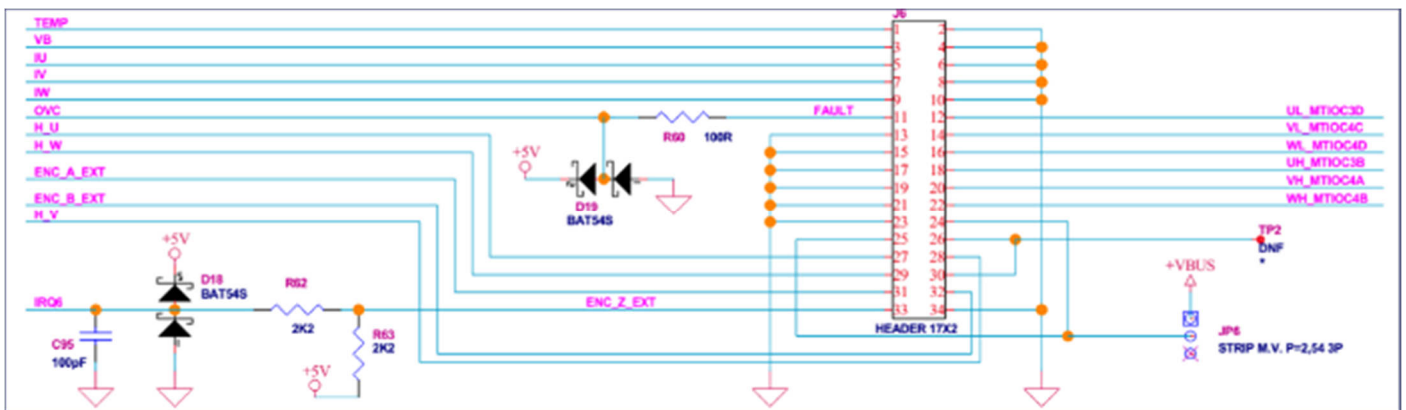 J6
TEMP
VB
IU
IV
IW
OVC
H_U
H_W
ENC_A_EXT
ENC_B_EXT
H_V
IRQ6
FAULT
R60 100R
+5V
D19
BAT54S
+5V
D18
BAT54S
R62
2K2
ENC_Z_EXT
R63
2K2
C95
100pF
+5V
1 2
3 4
5 6
7 8
9 10
11 12
13 14
15 16
17 18
19 20
21 22
23 24
25 26
27 28
29 30
31 32
33 34
HEADER 17X2
UL_MTIOC3D
VL_MTIOC4C
WL_MTIOC4D
UH_MTIOC3B
VH_MTIOC4A
WH_MTIOC4B
TP2
DNF
*
+VBUS
JP6
STRIP M.V. P=2,54 3P